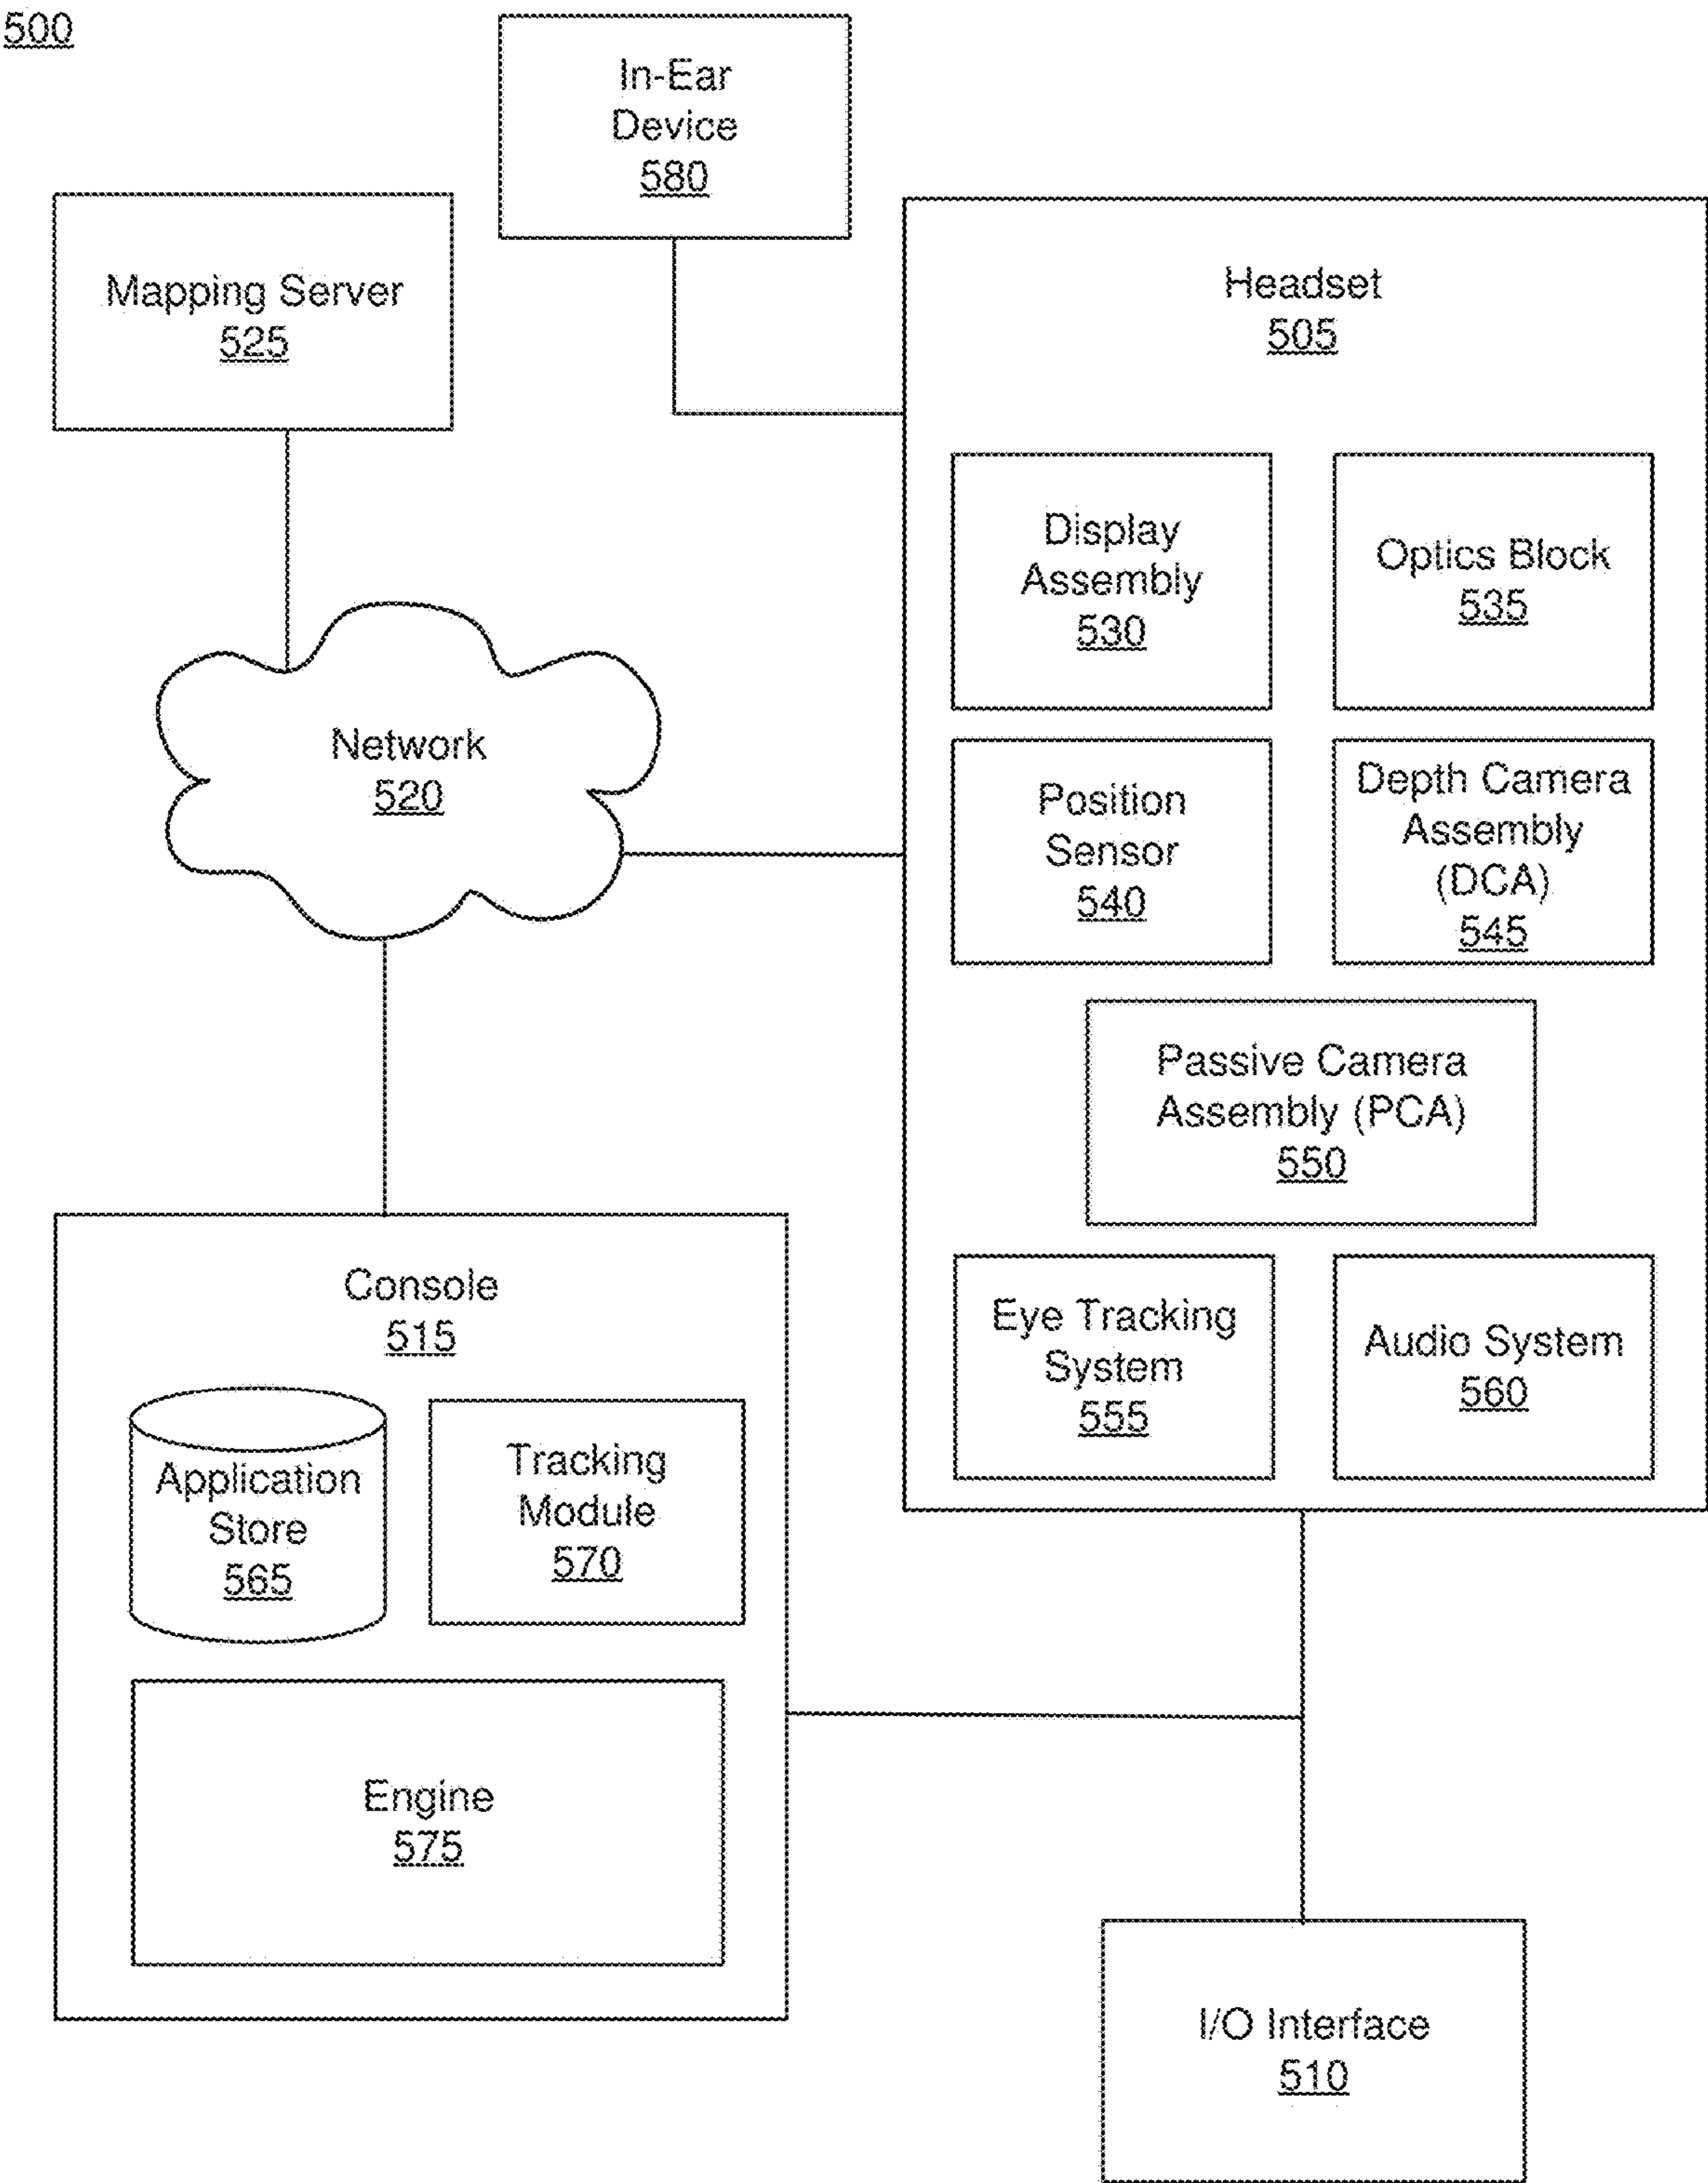 500
In-Ear
Device
580
Mapping Server
525
Headset
505
Display
Assembly
530
Optics Block
535
Network
520
Position
Sensor
540
Depth Camera
Assembly
(DCA)
545
Passive Camera
Assembly (PCA)
550
Console
515
Eye Tracking
System
555
Audio System
560
Application
Store
565
Tracking
Module
570
Engine
575
I/O Interface
510